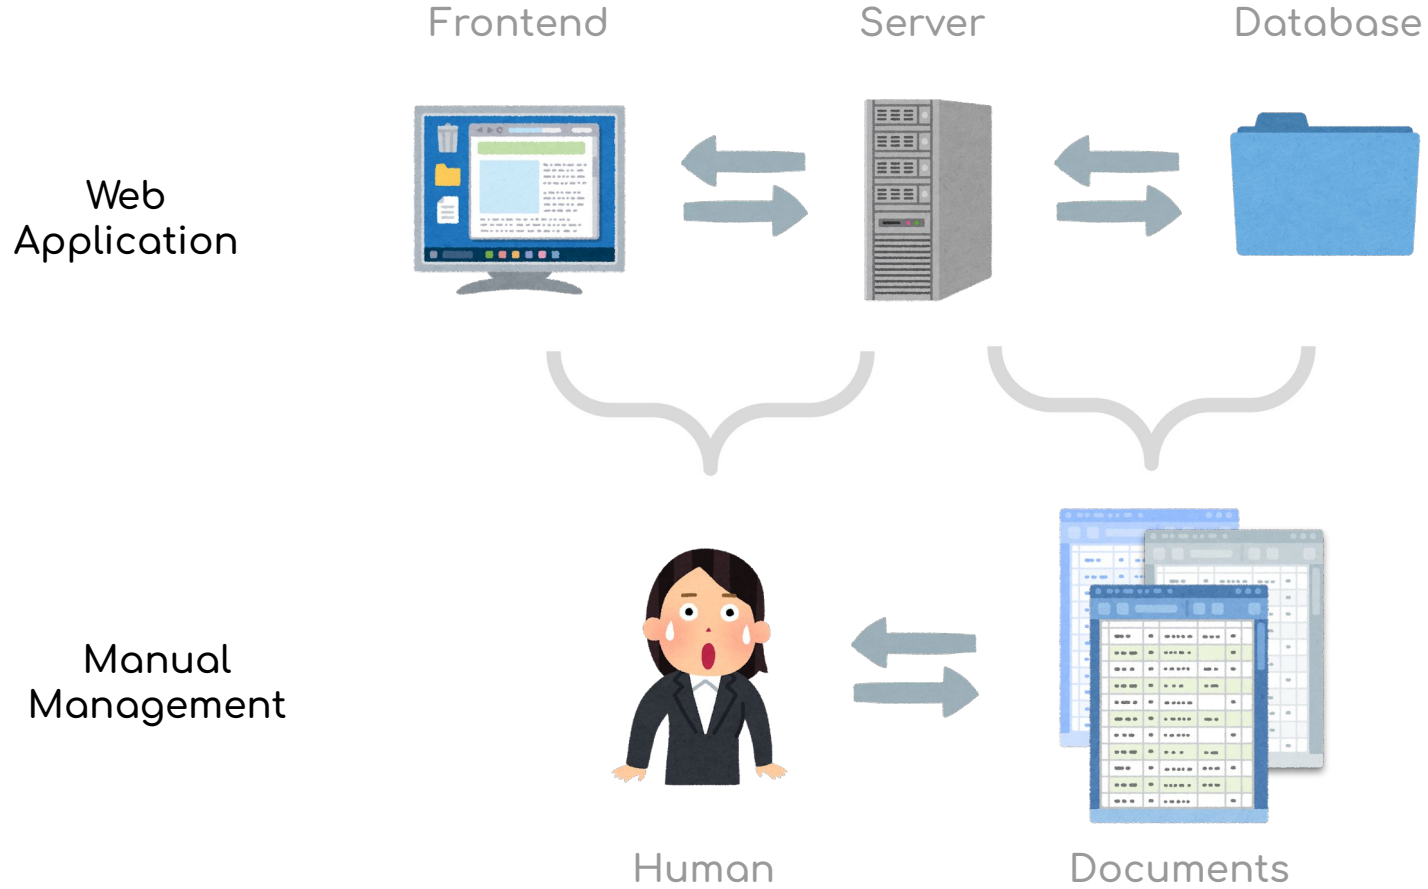 Frontend
Server
Database
Web
Application
Manual
Management
Human
Documents